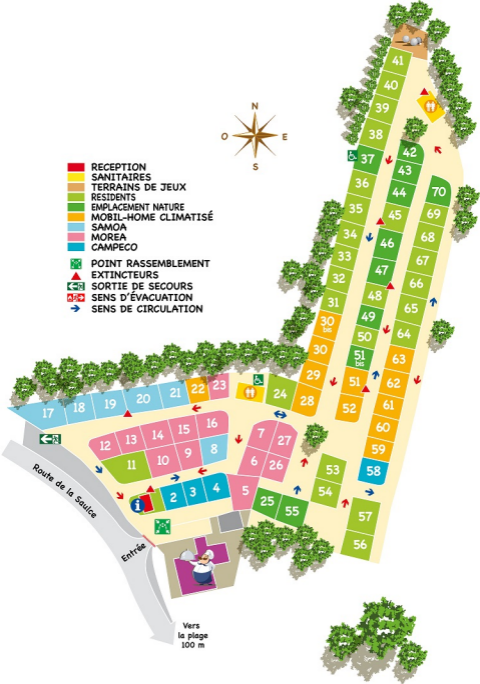 N
O
E
S
RECEPTION
SANITAIRES
TERRAINS DE JEUX
RESIDENTS
EMPLACEMENT NATURE
MOBIL-HOME CLIMATISÉ
SAMOA
MOREA
CAMPECO
POINT RASSEMBLEMENT
EXTINCTEURS
SORTIE DE SECOURS
SENS D'ÉVACUATION
SENS DE CIRCULATION
41
40
39
38
37
36
35
34
33
32
31
30 bis
30
29
28
42
43
44
45
46
47
48
49
50
51 bis
51
52
70
69
68
67
66
65
64
63
62
61
60
59
58
57
56
53
54
17
18
19
20
21
22
23
24
12
13
14
15
16
11
10
9
8
7
27
6
26
i
2
3
4
5
25
55
Route de la Saulce
Entrée
Vers
la plage
100 m